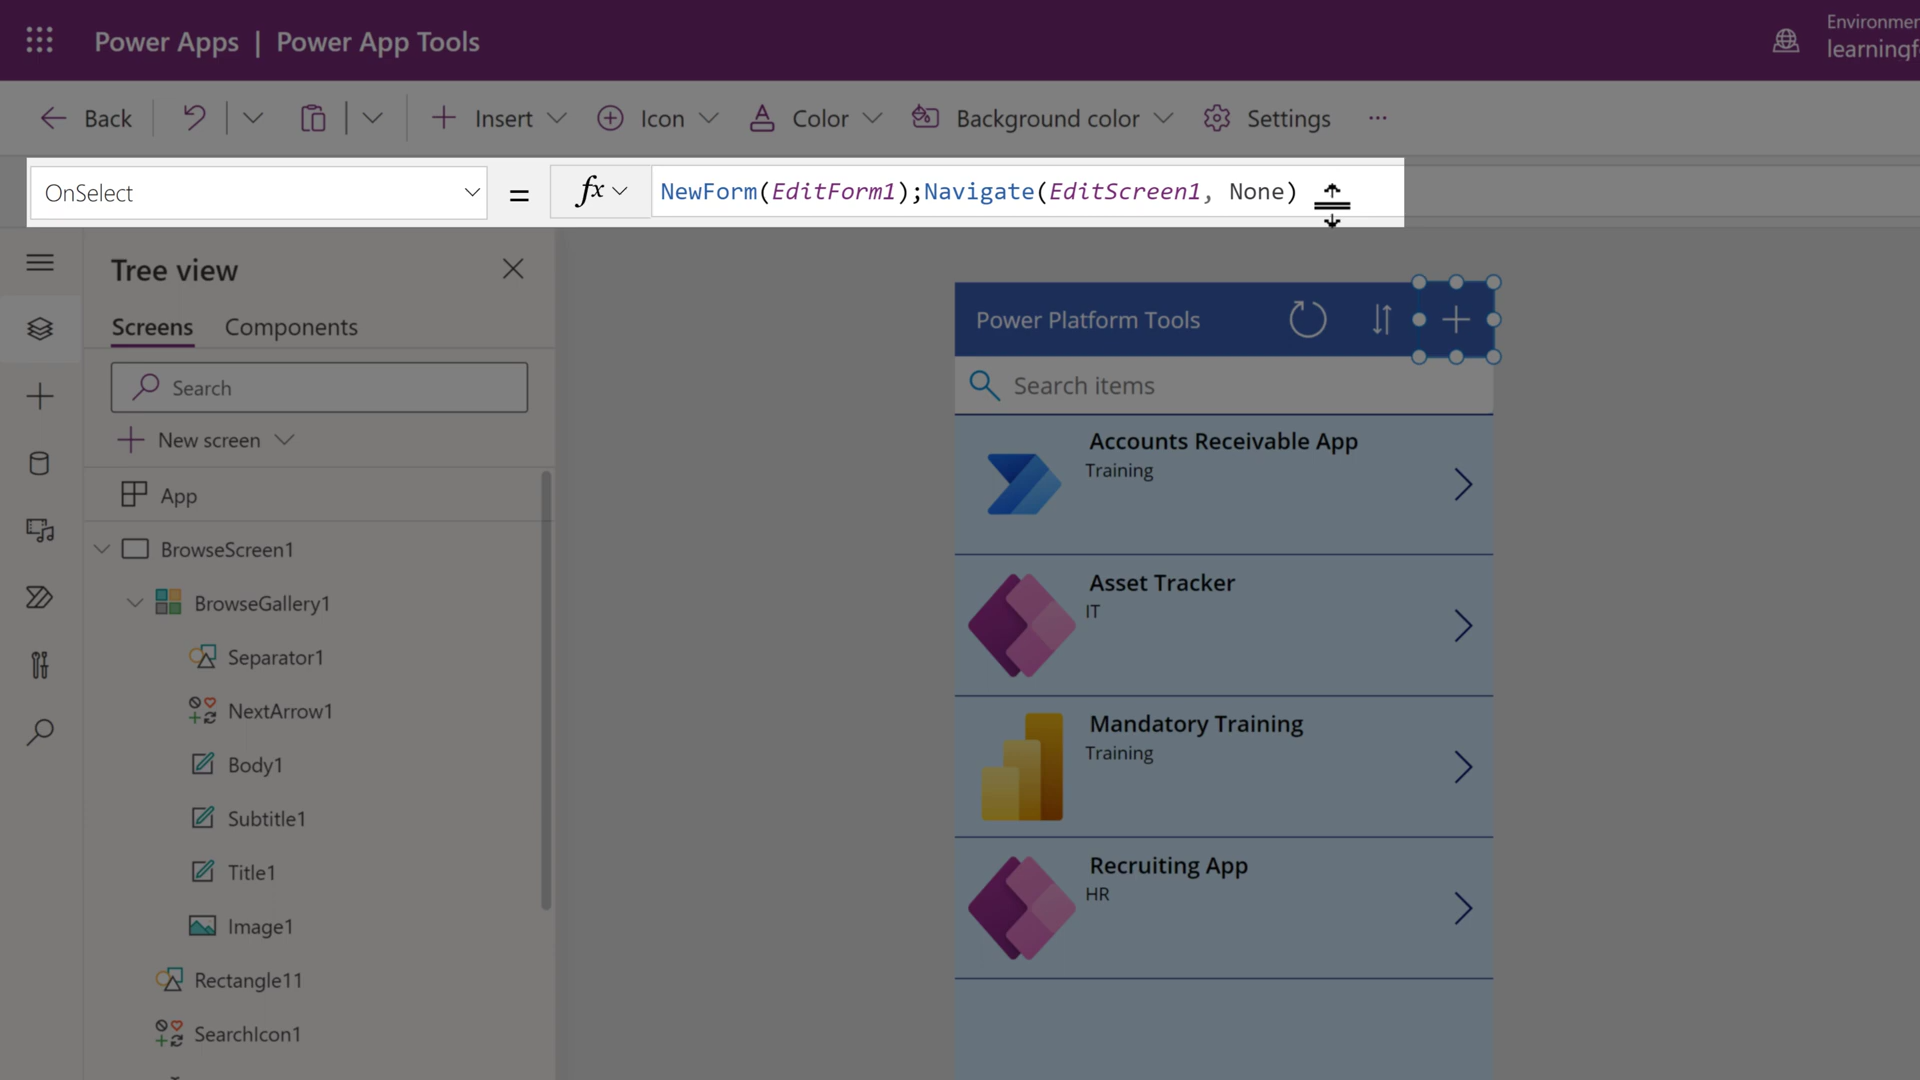 Power Apps | Power App Tools
Environmen
learningf
Back
Insert
Icon
Color
Background color
Settings
OnSelect
=
fx
NewForm(EditForm1);Navigate(EditScreen1, None)
Tree view
Screens
Components
Search
New screen
App
BrowseScreen1
BrowseGallery1
Separator1
NextArrow1
Body1
Subtitle1
Title1
Image1
Rectangle11
SearchIcon1
Power Platform Tools
Search items
Accounts Receivable App
Training
Asset Tracker
IT
Mandatory Training
Training
Recruiting App
HR